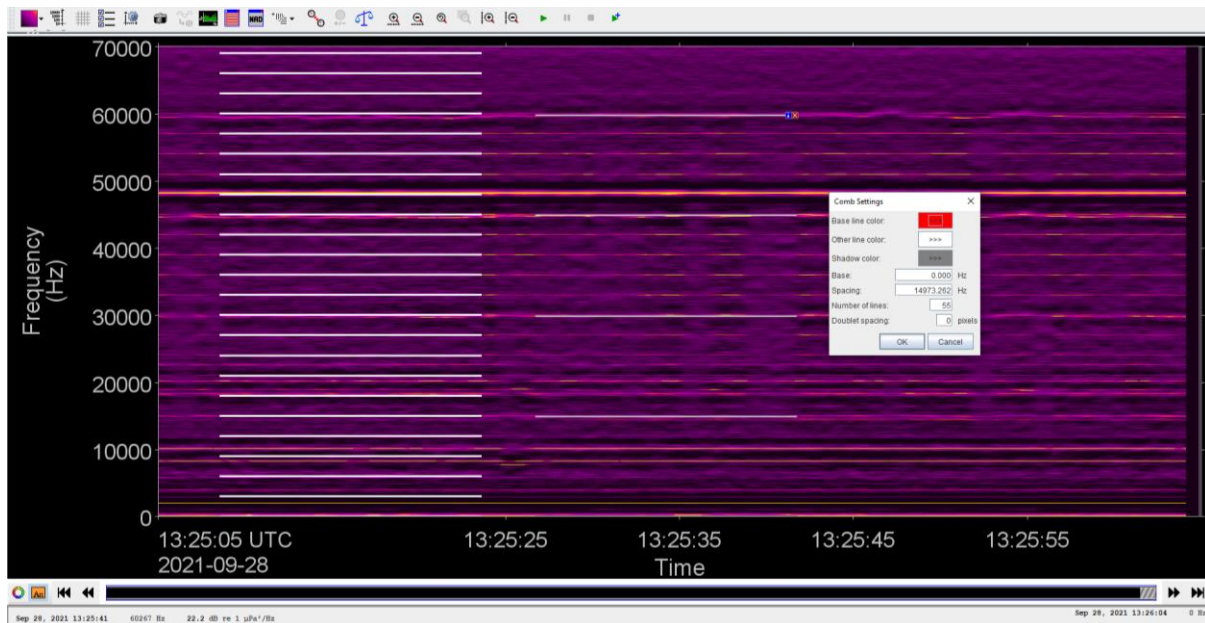 NAD
70000
60000
50000
40000
30000
20000
10000
0
Frequency
(Hz)
13:25:05 UTC
2021-09-28
13:25:25
13:25:35
13:25:45
13:25:55
Time
Comb Settings
Base line color:
Other line color: >>>
Shadow color: >>>
Base: 0.000 Hz
Spacing: 14973.262 Hz
Number of lines: 55
Doublet spacing: 0 pixels
OK Cancel
Sep 28, 2021 13:25:41 60267 Hz 22.2 dB re 1 µPa²/Hz
Sep 28, 2021 13:26:04 0 Hz